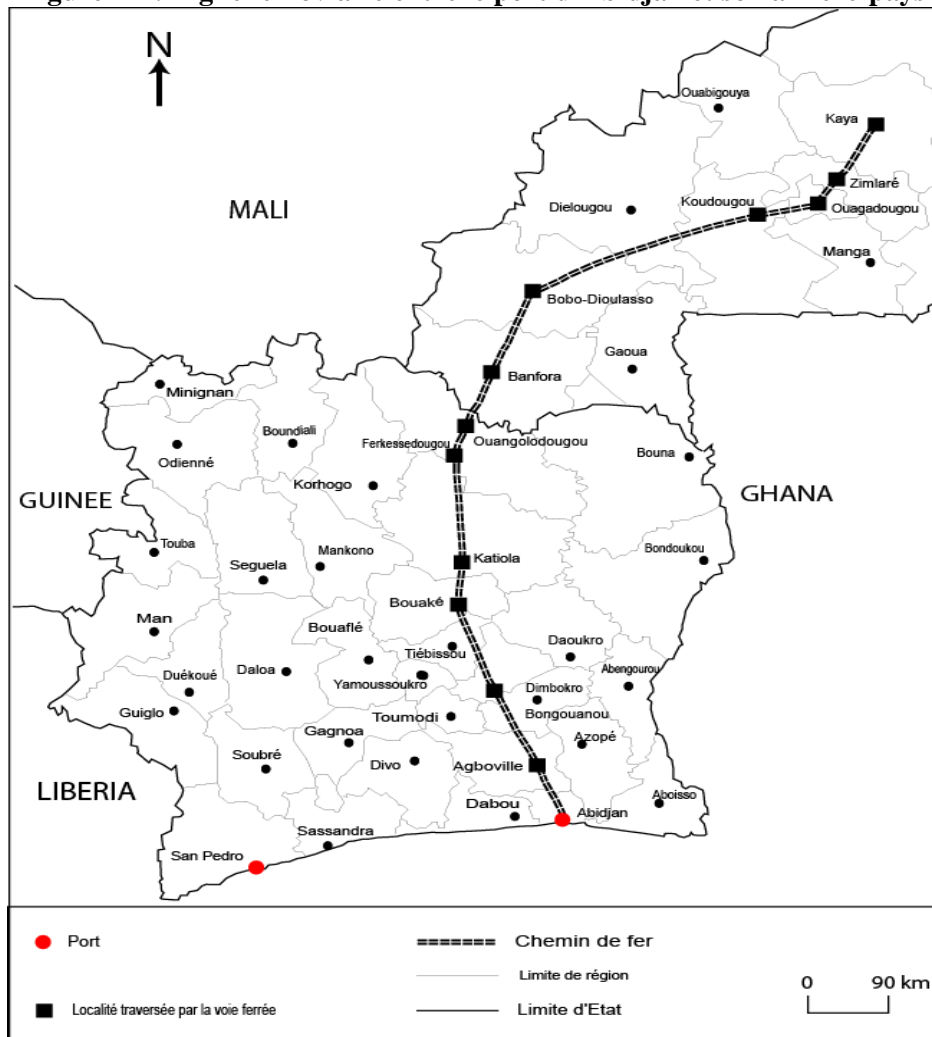 N
Ouabigouya
Kaya
Zimlaré
MALI
Dielougou
Koudougou
Ouagadougou
Manga
Bobo-Dioulasso
Gaoua
Banfora
Minignan
Boundiali
Ferkessedougou
Ouangolodougou
Odienné
Bouna
Korhogo
GUINEE
GHANA
Touba
Mankono
Katiola
Bondoukou
Seguela
Bouaké
Man
Bouaflé
Daoukro
Tiébissou
Duékoué
Daloa
Yamoussoukro
Dimbokro
Abengourou
Guiglo
Toumodi
Bongouanou
Gagnoa
Azopé
Soubré
Divo
Agboville
LIBERIA
Dabou
Abidjan
Aboisso
Sassandra
San Pedro
Port
Chemin de fer
Limite de région
0 90 km
Localité traversée par la voie ferrée
Limite d'Etat